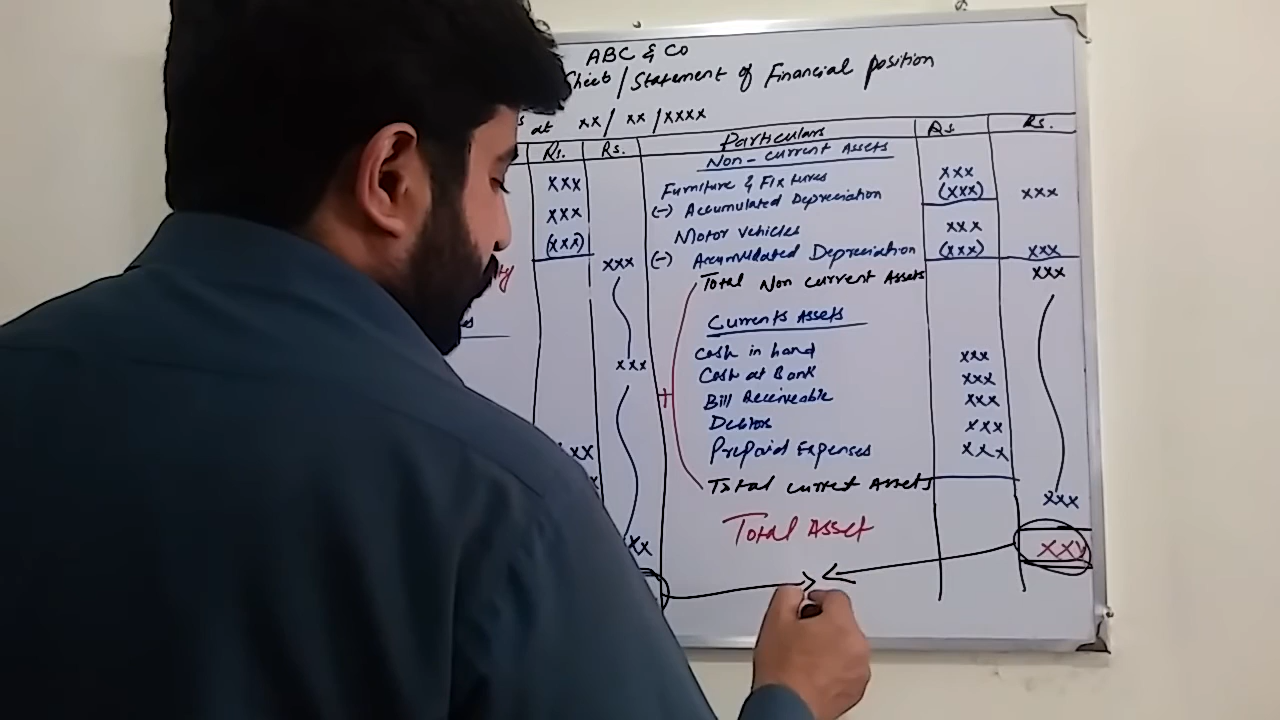 ABC & Co
Sheet / Statement of Financial position
at xx / xx / xxxx
Rs. Rs. Particulars Rs Rs.
Non-current Assets
xxx Furniture & Fixtures xxx
(-) Accumulated Depreciation (xxx) xxx
xxx Motor vehicles xxx
(xxx) (-) Accumulated Depreciation (xxx) xxx
xxx Total Non current Assets xxx
Currents Assets
xxx Cash in hand xxx
Cash at Bank xxx
+ Bill Receiveable xxx
Debtors xxx
xx Prepaid Expenses xxx
Total current Assets xxx
Total Asset
xx xxx